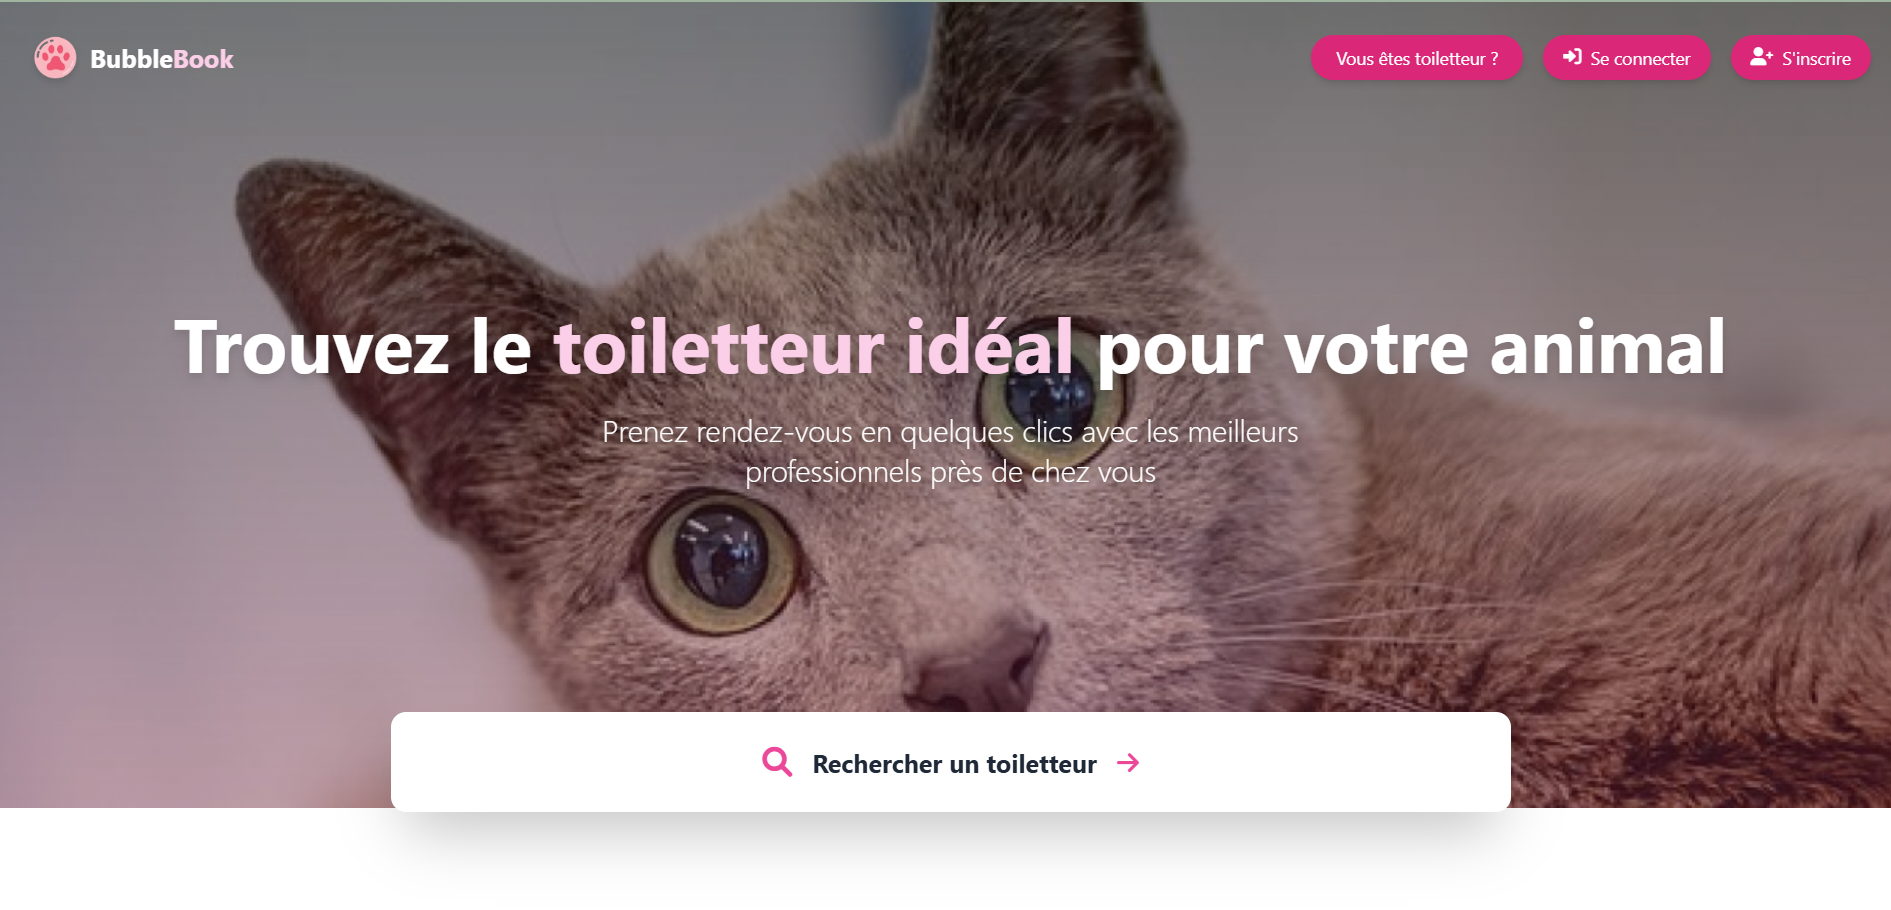 BubbleBook
Vous êtes toiletteur ?
Se connecter
S'inscrire
Trouvez le toiletteur idéal pour votre animal
Prenez rendez-vous en quelques clics avec les meilleurs
professionnels près de chez vous
Rechercher un toiletteur